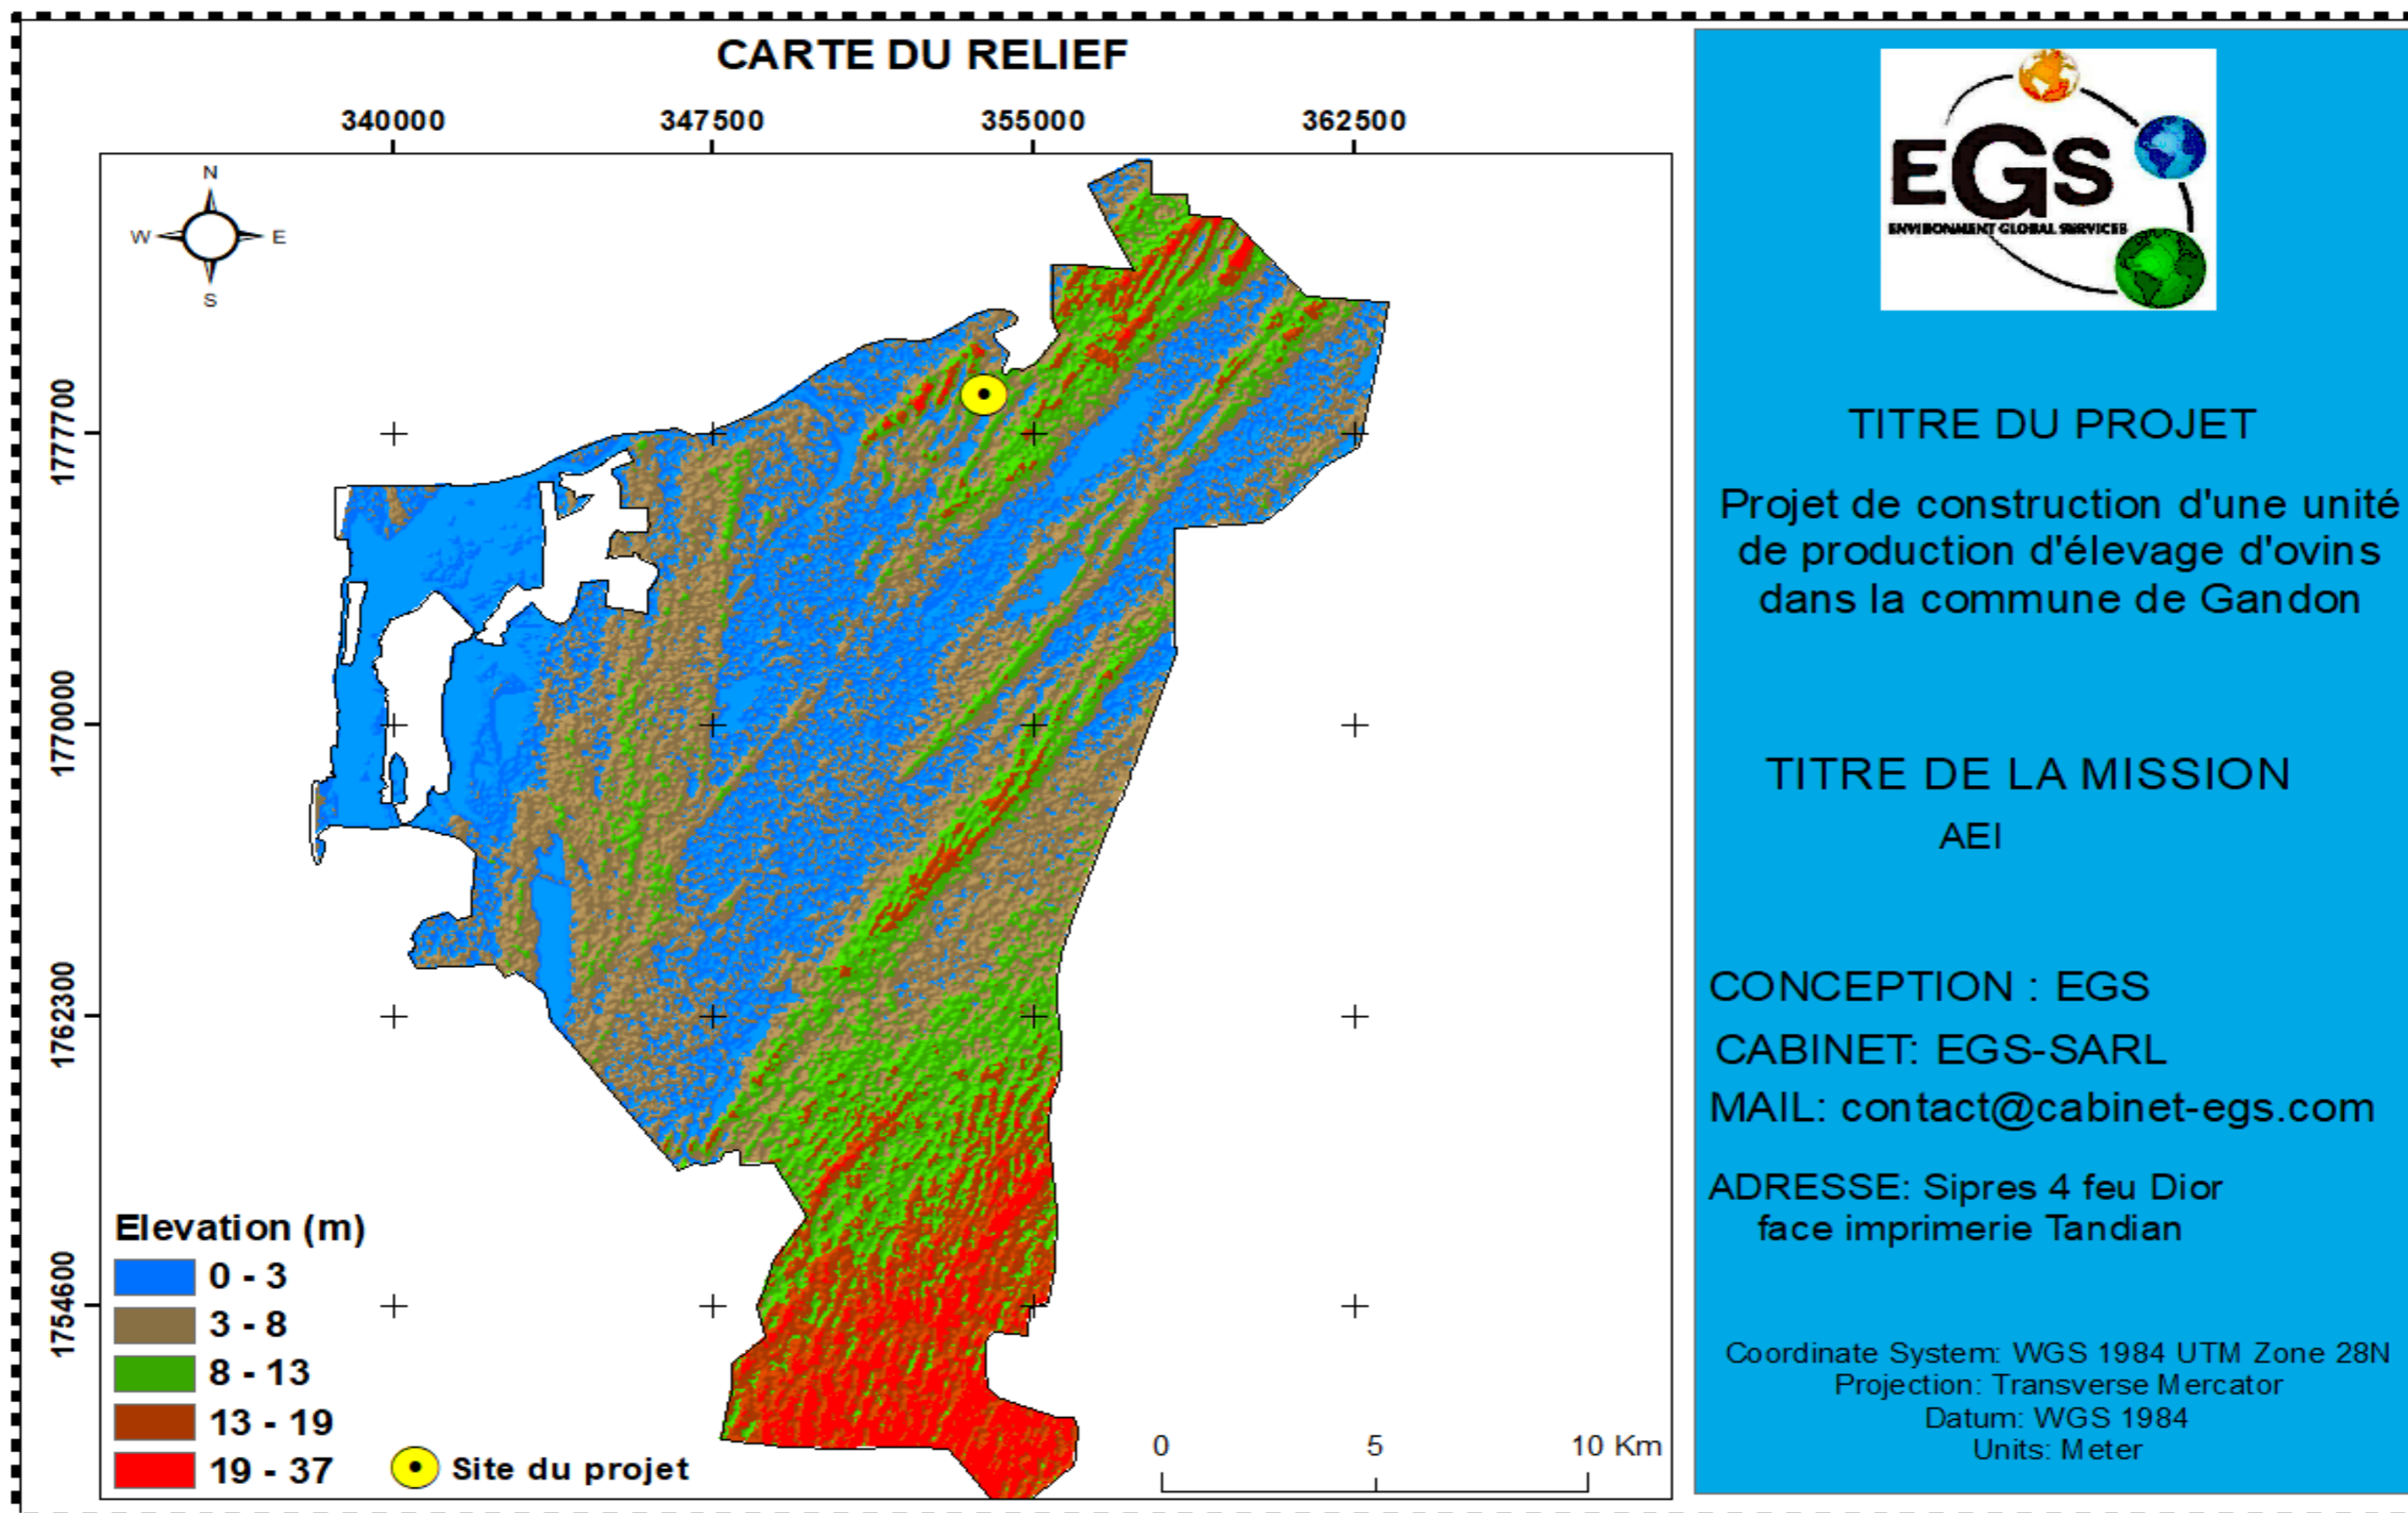 CARTE DU RELIEF
340000 347500 355000 362500
N
W E
S
1777700
1770000
1762300
1754600
Elevation (m)
0 - 3
3 - 8
8 - 13
13 - 19
19 - 37
Site du projet
0 5 10 Km
EGS
ENVIRONMENT GLOBAL SERVICES
TITRE DU PROJET
Projet de construction d'une unité
de production d'élevage d'ovins
dans la commune de Gandon
TITRE DE LA MISSION
AEI
CONCEPTION : EGS
CABINET: EGS-SARL
MAIL: contact@cabinet-egs.com
ADRESSE: Sipres 4 feu Dior
face imprimerie Tandian
Coordinate System: WGS 1984 UTM Zone 28N
Projection: Transverse Mercator
Datum: WGS 1984
Units: Meter